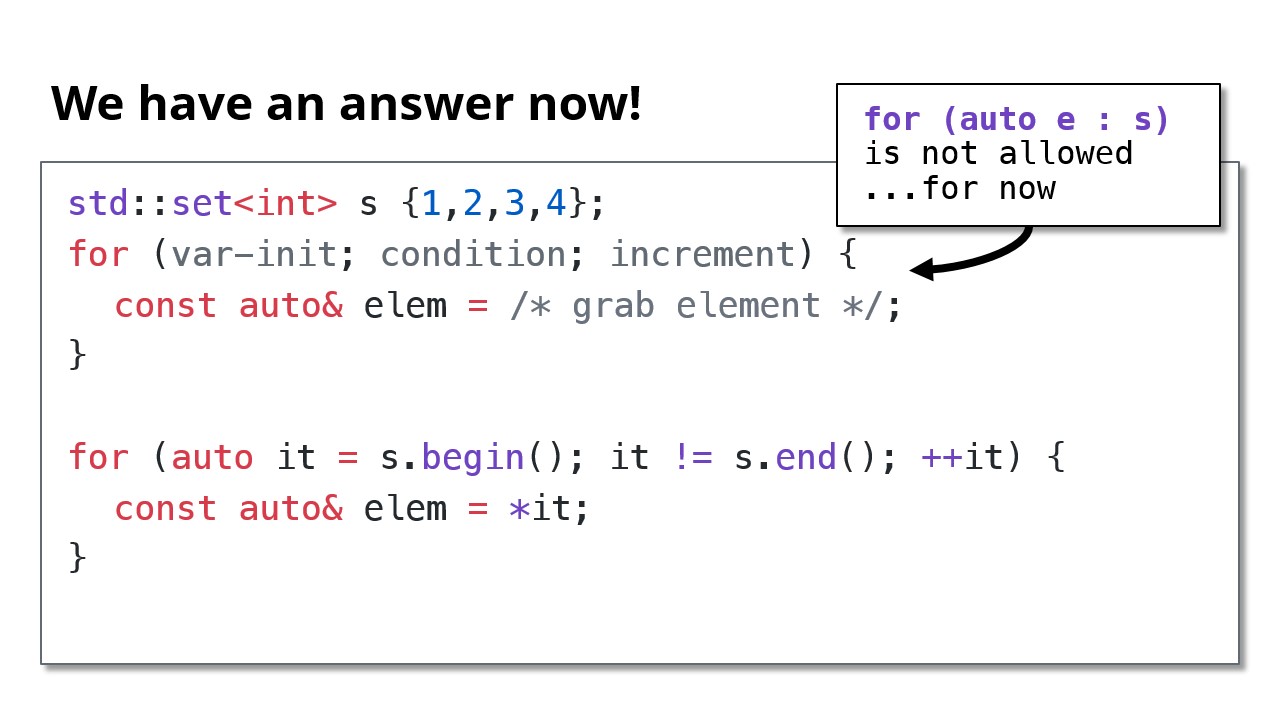 We have an answer now!
for (auto e : s)
is not allowed
...for now
std::set<int> s {1,2,3,4};
for (var-init; condition; increment) {
const auto& elem = /* grab element */;
}
for (auto it = s.begin(); it != s.end(); ++it) {
const auto& elem = *it;
}